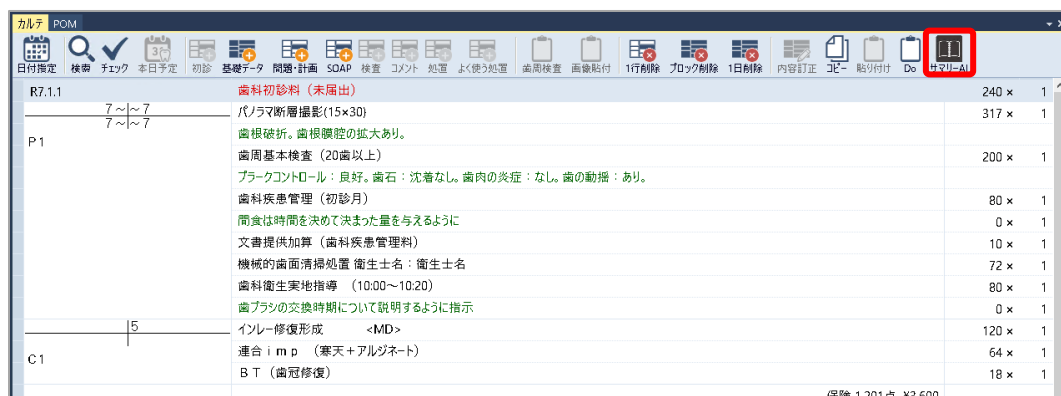 カルテ POM
日付指定 検索 チェック 本日予定 初診 基礎データ 問題・計画 SOAP 検査 コメント 処置 よく使う処置 歯周検査 画像貼付 1行削除 ブロック削除 1日削除 内容訂正 コピー 貼り付け Do サマリーAI
R7.1.1 歯科初診料（未届出） 240 × 1
7～|～7 パノラマ断層撮影(15×30) 317 × 1
7～|～7
P1 歯根破折。歯根膜腔の拡大あり。
歯周基本検査（20歯以上） 200 × 1
プラークコントロール：良好。歯石：沈着なし。歯肉の炎症：なし。歯の動揺：あり。
歯科疾患管理（初診月） 80 × 1
間食は時間を決めて決まった量を与えるように 0 × 1
文書提供加算（歯科疾患管理料） 10 × 1
機械的歯面清掃処置 衛生士名：衛生士名 72 × 1
歯科衛生実地指導 （10:00～10:20） 80 × 1
歯ブラシの交換時期について説明するように指示 0 × 1
5 インレー修復形成 <MD> 120 × 1
C1 連合ｉｍｐ （寒天＋アルジネート） 64 × 1
ＢＴ（歯冠修復） 18 × 1
保険 1,201点 ¥3,600